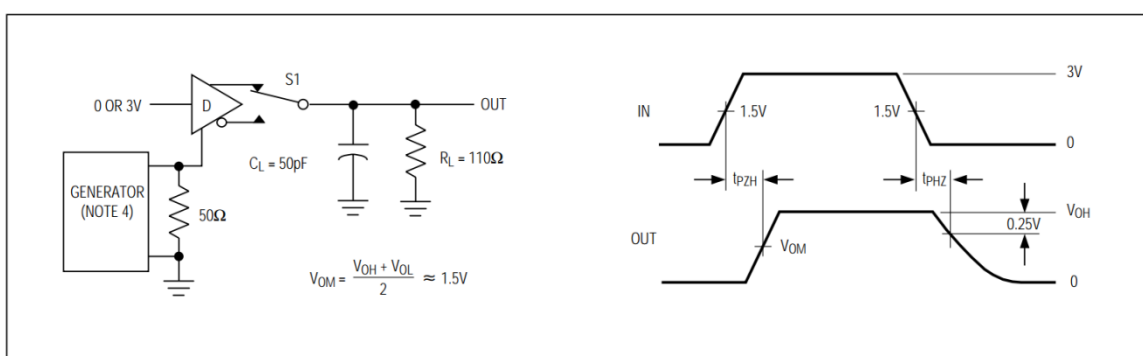 S1
D
0 OR 3V
OUT
C_L = 50pF
R_L = 110Ω
GENERATOR
(NOTE 4)
50Ω
V_OM = (V_OH + V_OL) / 2 ≈ 1.5V
3V
IN
1.5V
1.5V
0
t_PZH
t_PHZ
V_OH
0.25V
OUT
V_OM
0